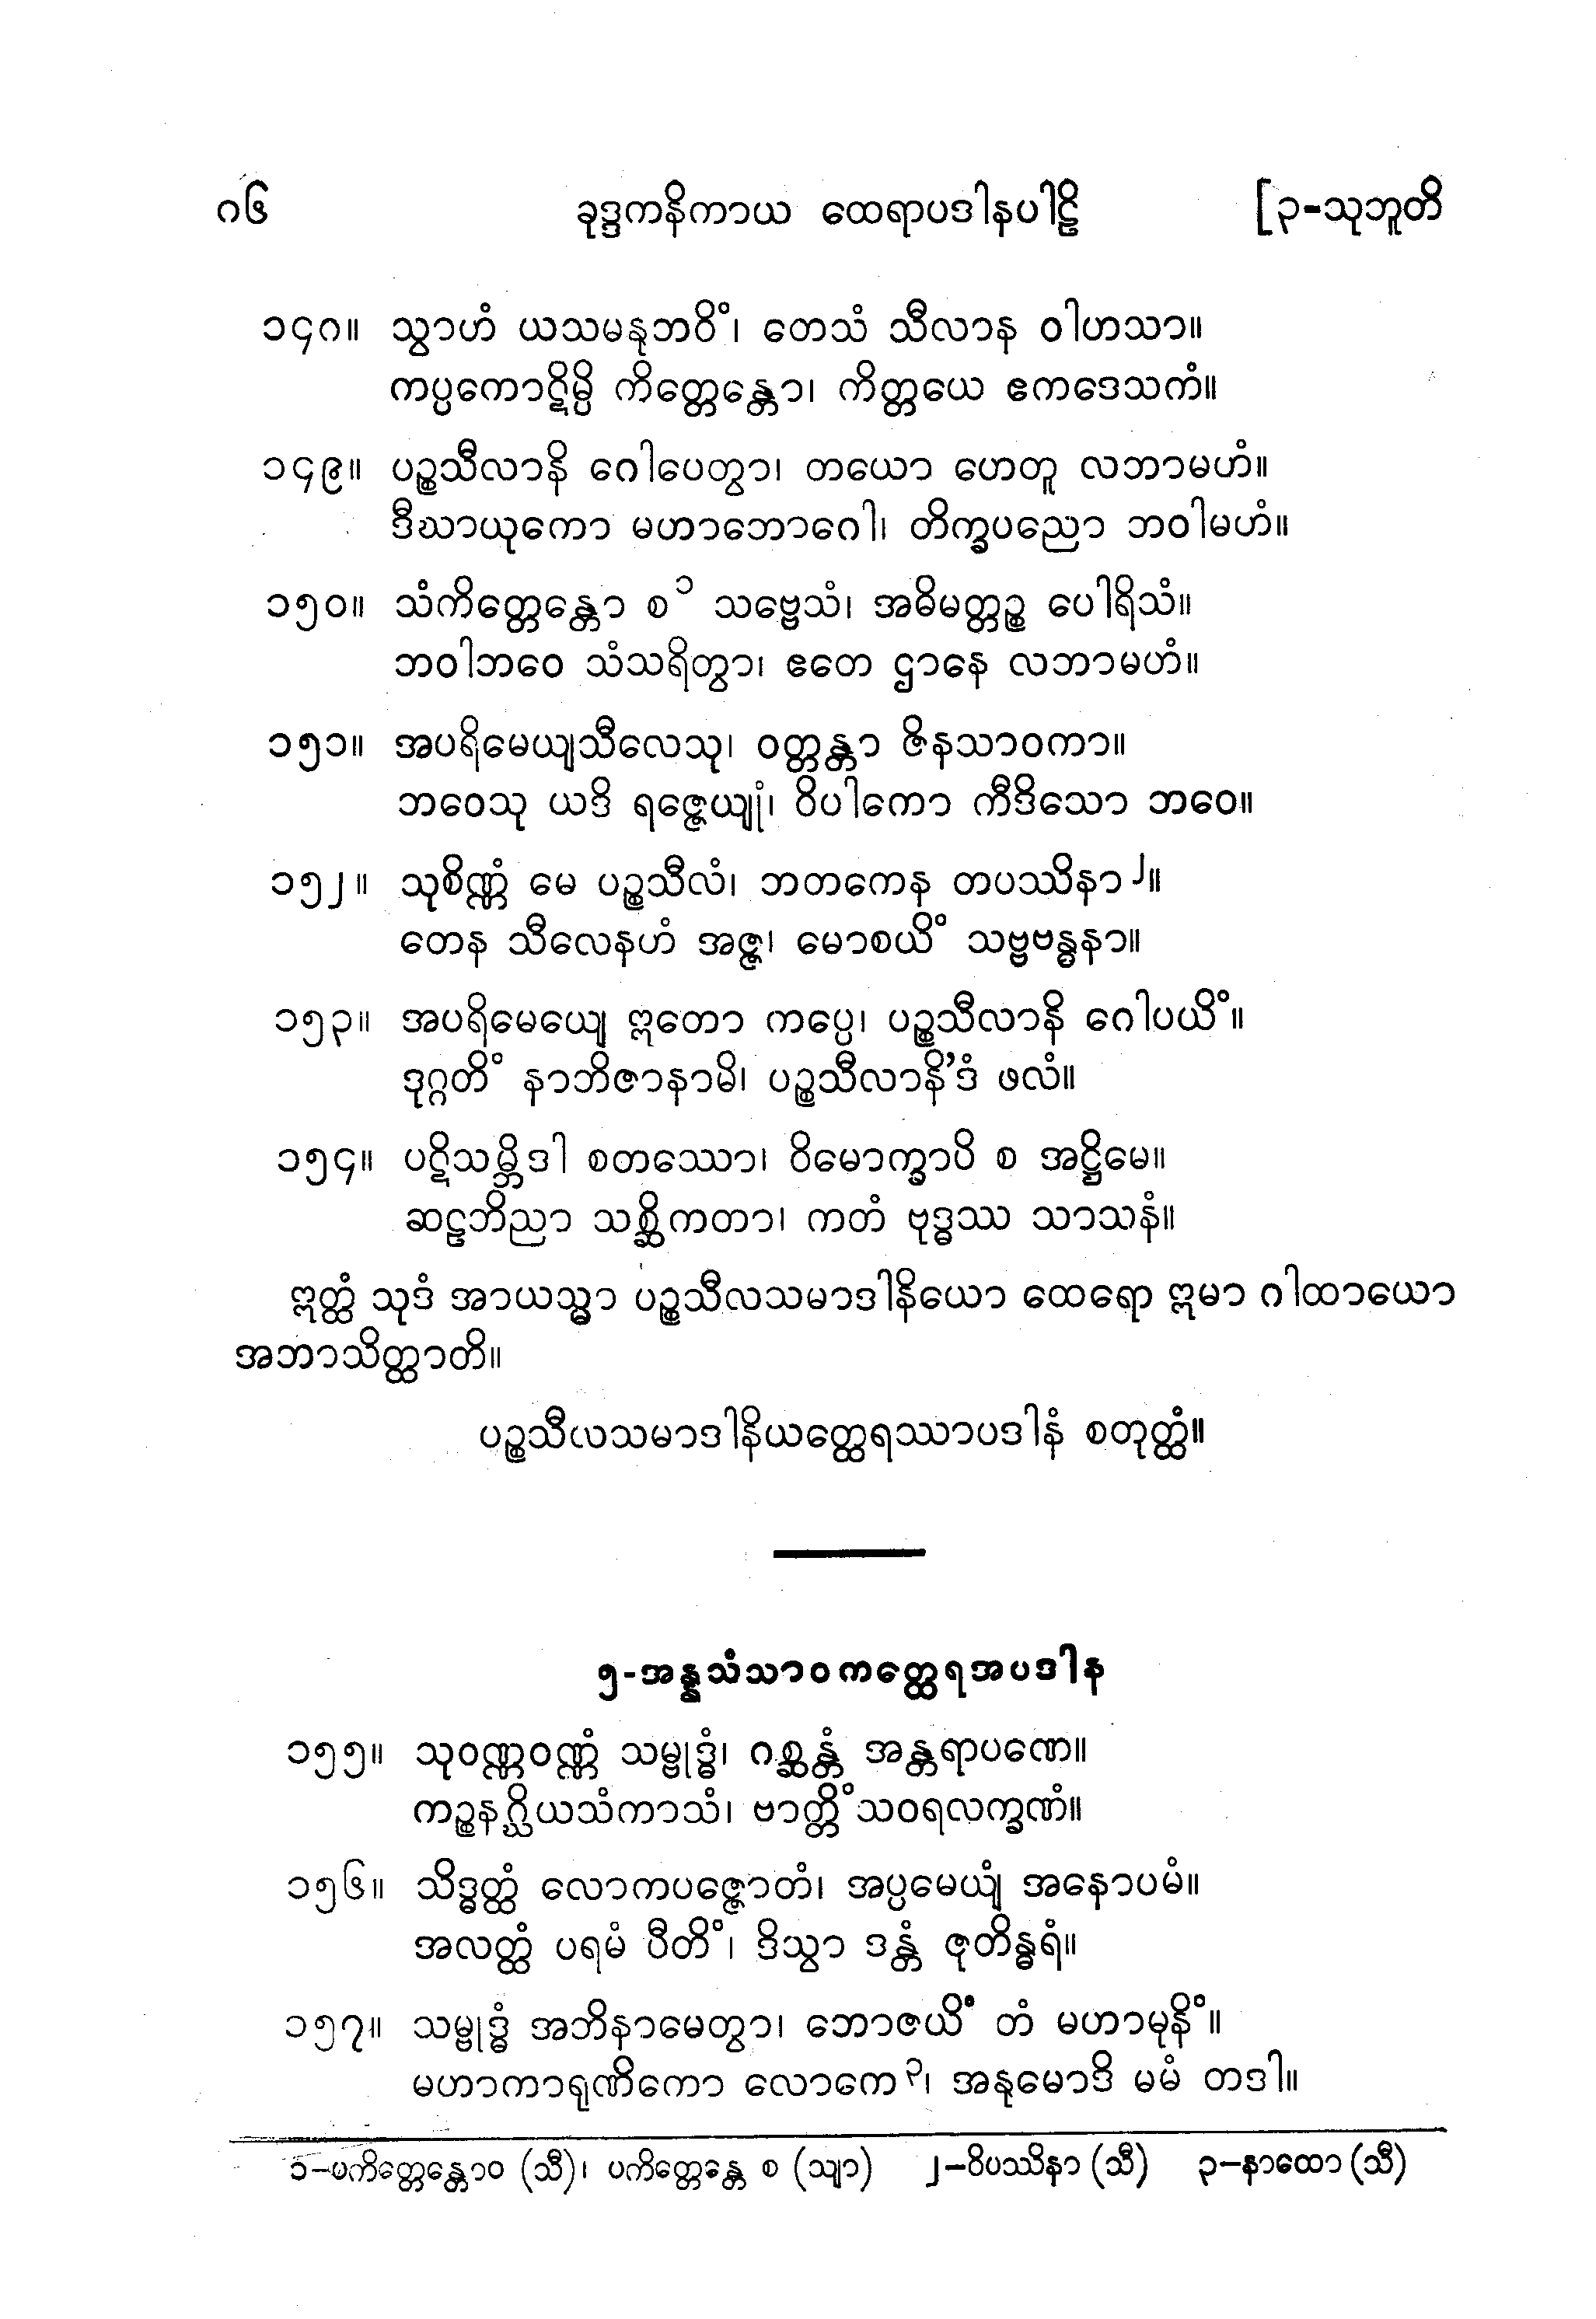 ၈၆ ခုဒ္ဒကနိကာယ ထေရာပဒါနပါဠိ [၃-သုဘူတိ
၁၄၈။ သွာဟံ ယသမနုဘဝိံ၊ တေသံ သီလာန ဝါဟသာ။
ကပ္ပကောဋိမ္ပိ ကိတ္တေန္တော၊ ကိတ္တယေ ဧကဒေသကံ။
၁၄၉။ ပဉ္စသီလာနိ ဂေါပေတွာ၊ တယော ဟေတူ လဘာမဟံ။
ဒီဃာယုကော မဟာဘောဂေါ၊ တိက္ခပညော ဘဝါမဟံ။
၁၅၀။ သံကိတ္တေန္တော စ ၁ သဗ္ဗေသံ၊ အဓိမတ္တဉ္စ ပေါရိသံ။
ဘဝါဘဝေ သံသရိတွာ၊ ဧတေ ဌာနေ လဘာမဟံ။
၁၅၁။ အပရိမေယျသီလေသု၊ ဝတ္တန္တာ ဇိနသာဝကာ။
ဘဝေသု ယဒိ ရဇ္ဇေယျုံ၊ ဝိပါကော ကီဒိသော ဘဝေ။
၁၅၂။ သုစိဏ္ဏံ မေ ပဉ္စသီလံ၊ ဘတကေန တပဿိနာ ၂။
တေန သီလေနဟံ အဇ္ဇ၊ မောစယိံ သဗ္ဗဗန္ဓနာ။
၁၅၃။ အပရိမေယျေ ဣတော ကပ္ပေ၊ ပဉ္စသီလာနိ ဂေါပယိံ။
ဒုဂ္ဂတိံ နာဘိဇာနာမိ၊ ပဉ္စသီလာနိ’ဒံ ဖလံ။
၁၅၄။ ပဋိသမ္ဘိဒါ စတဿော၊ ဝိမောက္ခာပိ စ အဋ္ဌိမေ။
ဆဠဘိညာ သစ္ဆိကတာ၊ ကတံ ဗုဒ္ဓဿ သာသနံ။
ဣတ္ထံ သုဒံ အာယသ္မာ ပဉ္စသီလသမာဒါနိယော ထေရော ဣမာ ဂါထာယော
အဘာသိတ္ထာတိ။
ပဉ္စသီလသမာဒါနိယတ္ထေရဿာပဒါနံ စတုတ္ထံ။
၅-အန္နသံသာဝကတ္ထေရအပဒါန
၁၅၅။ သုဝဏ္ဏဝဏ္ဏံ သမ္ဗုဒ္ဓံ၊ ဂစ္ဆန္တံ အန္တရာပဏေ။
ကဉ္စနဂ္ဃိယသံကာသံ၊ ဗာတ္တိံသဝရလက္ခဏံ။
၁၅၆။ သိဒ္ဓတ္ထံ လောကပဇ္ဇောတံ၊ အပ္ပမေယျံ အနောပမံ။
အလတ္ထံ ပရမံ ပီတိံ၊ ဒိသွာ ဒန္တံ ဇုတိန္ဓရံ။
၁၅၇။ သမ္ဗုဒ္ဓံ အဘိနာမေတွာ၊ ဘောဇယိံ တံ မဟာမုနိံ။
မဟာကာရုဏိကော လောကေ ၃၊ အနုမောဒိ မမံ တဒါ။
၁–ပကိတ္တေန္တောဝ (သီ)၊ ပကိတ္တေန္တေ စ (သျာ) ၂–ဝိပဿိနာ (သီ) ၃–နာထော (သီ)